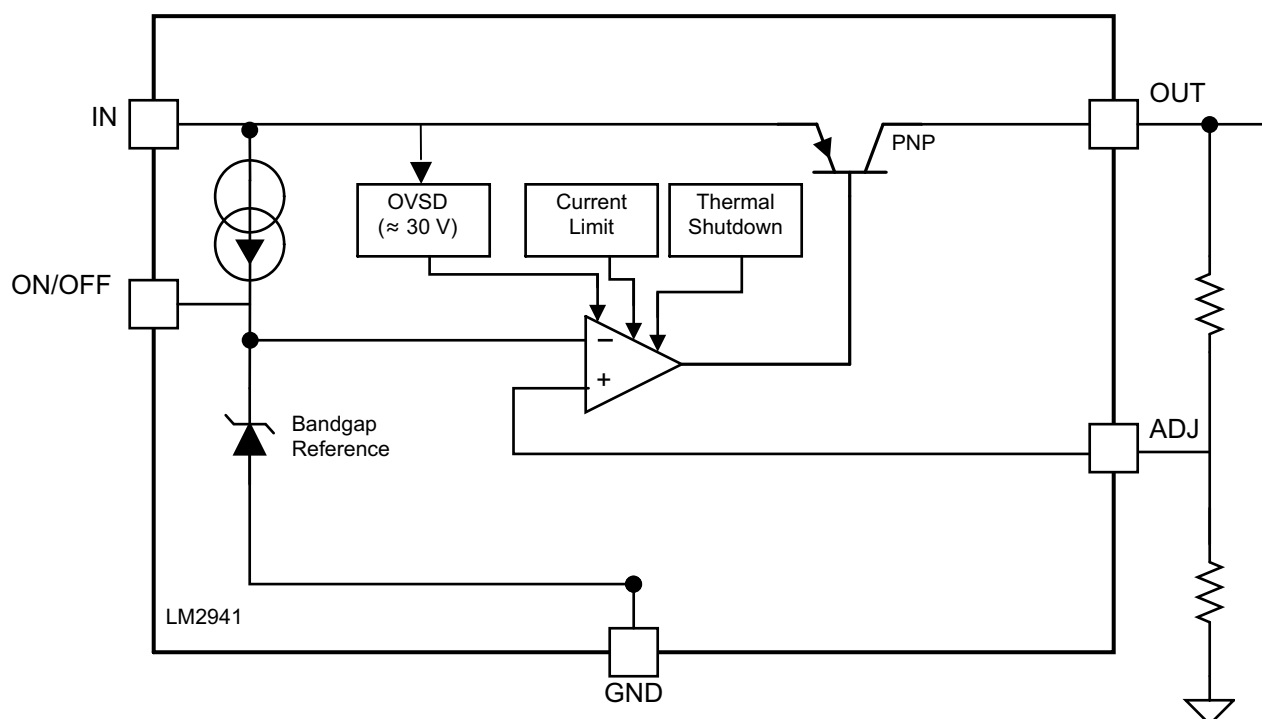 IN
OUT
PNP
OVSD
(≈ 30 V)
Current
Limit
Thermal
Shutdown
ON/OFF
−
+
Bandgap
Reference
ADJ
LM2941
GND